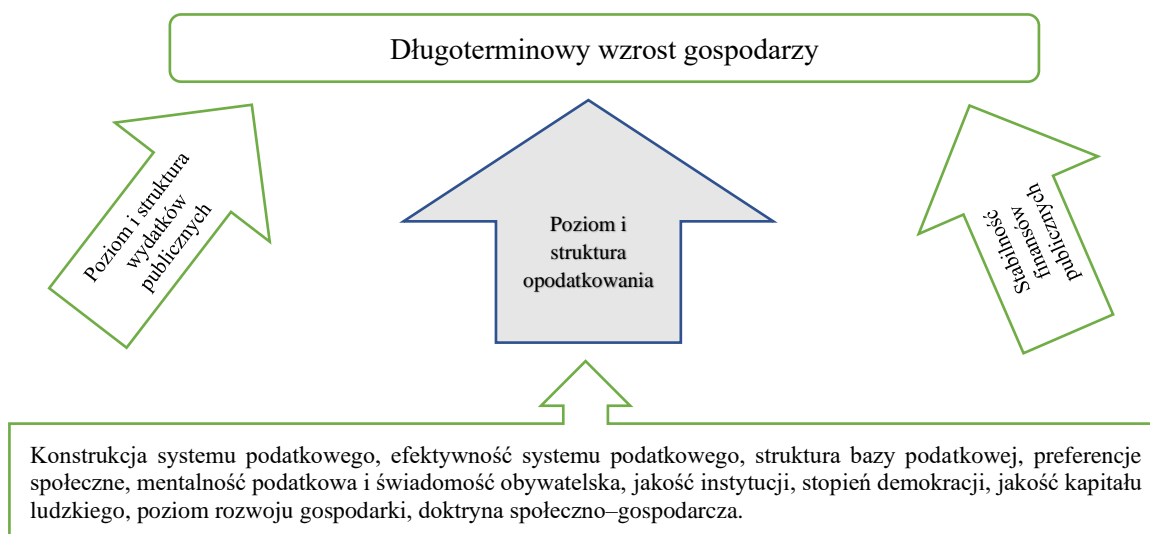 Długoterminowy wzrost gospodarzy
Poziom i struktura
wydatków
publicznych
Poziom i
struktura
opodatkowania
Stabilność
finansów
publicznych
Konstrukcja systemu podatkowego, efektywność systemu podatkowego, struktura bazy podatkowej, preferencje
społeczne, mentalność podatkowa i świadomość obywatelska, jakość instytucji, stopień demokracji, jakość kapitału
ludzkiego, poziom rozwoju gospodarki, doktryna społeczno–gospodarcza.